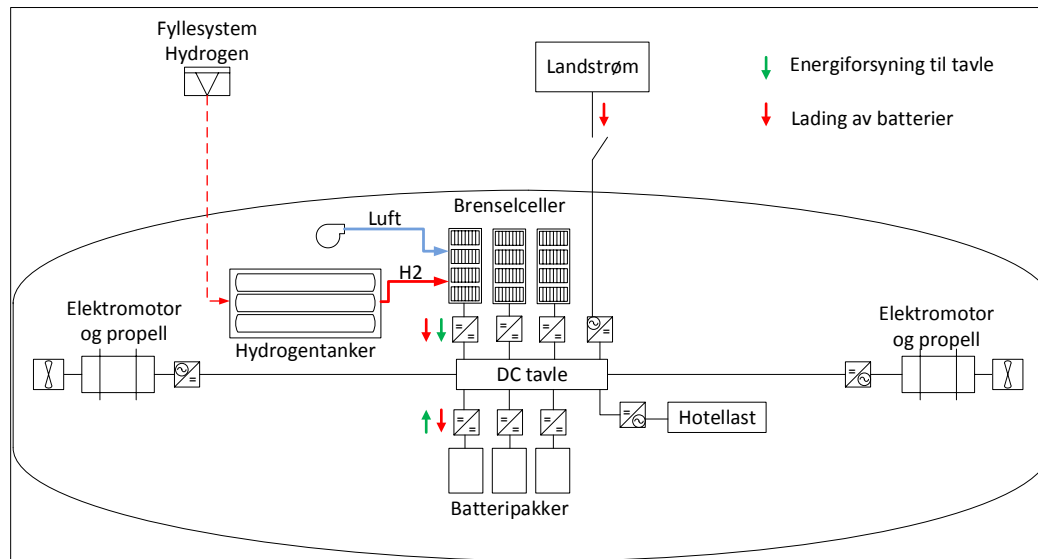 Fyllesystem
Hydrogen
Landstrøm
Energiforsyning til tavle
Lading av batterier
Brenselceller
Luft
H2
Hydrogentanker
Elektromotor
og propell
Elektromotor
og propell
DC tavle
Hotellast
Batteripakker